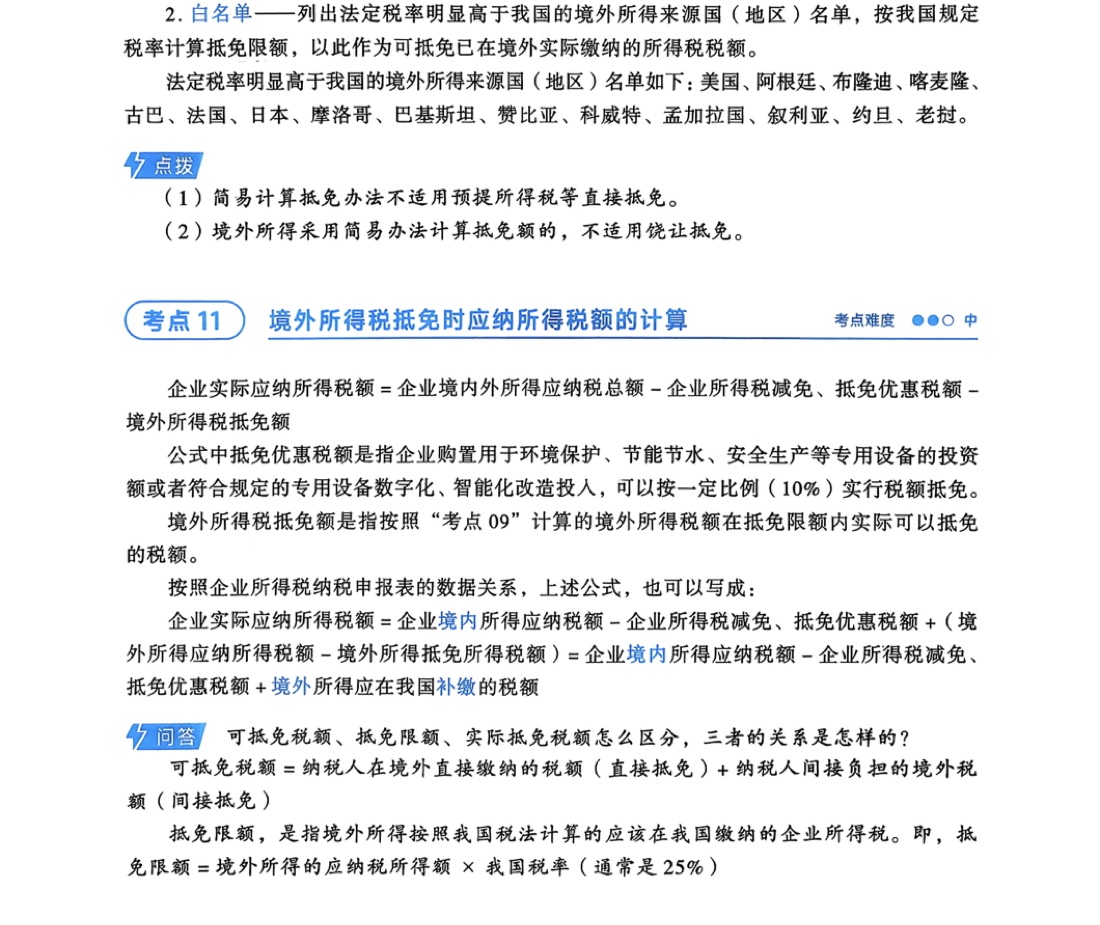 2. 白名单——列出法定税率明显高于我国的境外所得来源国（地区）名单，按我国规定
税率计算抵免限额，以此作为可抵免已在境外实际缴纳的所得税税额。
法定税率明显高于我国的境外所得来源国（地区）名单如下：美国、阿根廷、布隆迪、喀麦隆、
古巴、法国、日本、摩洛哥、巴基斯坦、赞比亚、科威特、孟加拉国、叙利亚、约旦、老挝。
点拨
（1）简易计算抵免办法不适用预提所得税等直接抵免。
（2）境外所得采用简易办法计算抵免额的，不适用饶让抵免。
考点 11 境外所得税抵免时应纳所得税额的计算 考点难度 ●●○ 中
企业实际应纳所得税额 = 企业境内外所得应纳税总额 – 企业所得税减免、抵免优惠税额 –
境外所得税抵免额
公式中抵免优惠税额是指企业购置用于环境保护、节能节水、安全生产等专用设备的投资
额或者符合规定的专用设备数字化、智能化改造投入，可以按一定比例（10%）实行税额抵免。
境外所得税抵免额是指按照“考点 09”计算的境外所得税额在抵免限额内实际可以抵免
的税额。
按照企业所得税纳税申报表的数据关系，上述公式，也可以写成：
企业实际应纳所得税额 = 企业境内所得应纳税额 – 企业所得税减免、抵免优惠税额 +（境
外所得应纳所得税额 – 境外所得抵免所得税额）= 企业境内所得应纳税额 – 企业所得税减免、
抵免优惠税额 + 境外所得应在我国补缴的税额
问答 可抵免税额、抵免限额、实际抵免税额怎么区分，三者的关系是怎样的？
可抵免税额 = 纳税人在境外直接缴纳的税额（直接抵免）+ 纳税人间接负担的境外税
额（间接抵免）
抵免限额，是指境外所得按照我国税法计算的应该在我国缴纳的企业所得税。即，抵
免限额 = 境外所得的应纳税所得额 × 我国税率（通常是 25%）